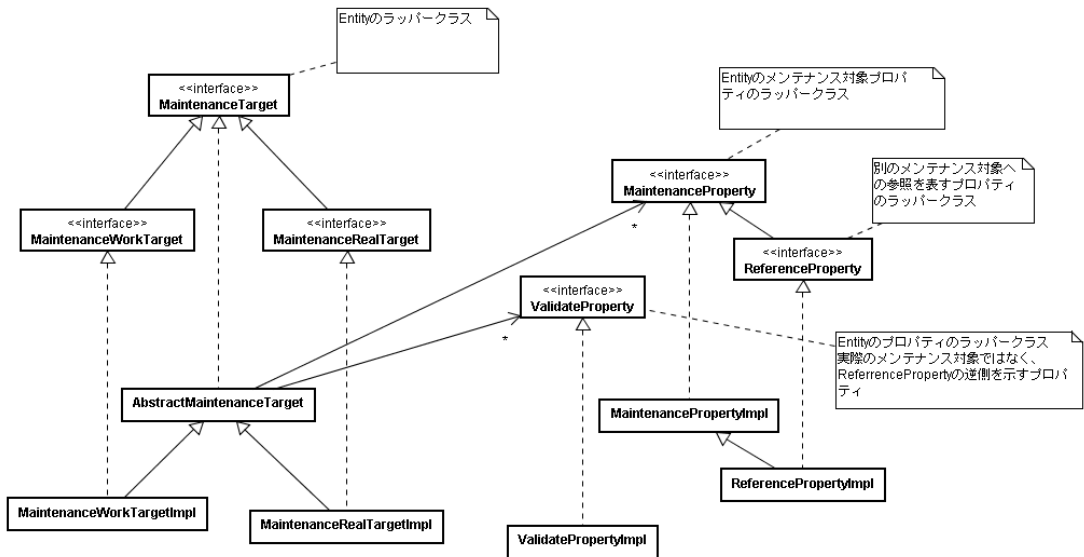 Entityのラッパークラス
<<interface>>
MaintenanceTarget
Entityのメンテナンス対象プロパ
ティのラッパークラス
<<interface>>
MaintenanceProperty
別のメンテナンス対象へ
の参照を表すプロパティ
のラッパークラス
<<interface>>
MaintenanceWorkTarget
<<interface>>
MaintenanceRealTarget
*
<<interface>>
ReferenceProperty
<<interface>>
ValidateProperty
*
Entityのプロパティのラッパークラス
実際のメンテナンス対象ではなく、
ReferrencePropertyの逆側を示すプロパ
ティ
AbstractMaintenanceTarget
MaintenancePropertyImpl
ReferencePropertyImpl
MaintenanceWorkTargetImpl
MaintenanceRealTargetImpl
ValidatePropertyImpl